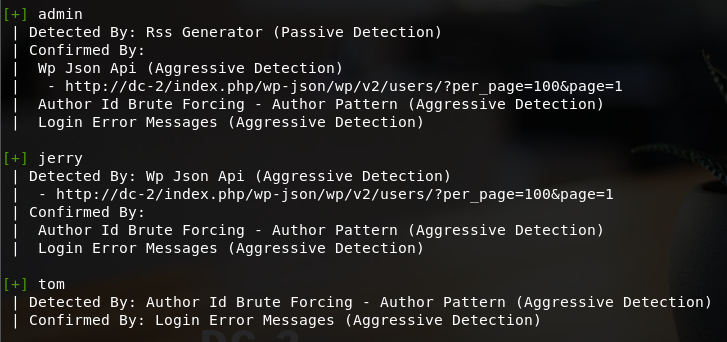 [+] admin
 | Detected By: Rss Generator (Passive Detection)
 | Confirmed By:
 |  Wp Json Api (Aggressive Detection)
 |   - http://dc-2/index.php/wp-json/wp/v2/users/?per_page=100&page=1
 |  Author Id Brute Forcing - Author Pattern (Aggressive Detection)
 |  Login Error Messages (Aggressive Detection)
[+] jerry
 | Detected By: Wp Json Api (Aggressive Detection)
 |  - http://dc-2/index.php/wp-json/wp/v2/users/?per_page=100&page=1
 | Confirmed By:
 |  Author Id Brute Forcing - Author Pattern (Aggressive Detection)
 |  Login Error Messages (Aggressive Detection)
[+] tom
 | Detected By: Author Id Brute Forcing - Author Pattern (Aggressive Detection)
 | Confirmed By: Login Error Messages (Aggressive Detection)